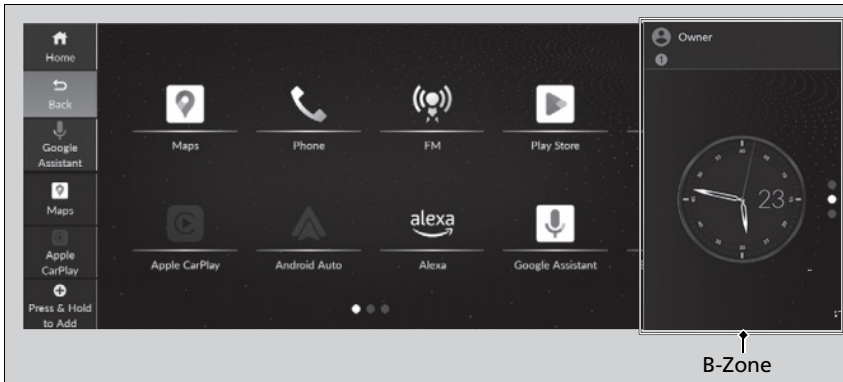 Home
Back
Google
Assistant
Maps
Apple
CarPlay
Press & Hold
to Add
Maps
Phone
FM
Play Store
Apple CarPlay
Android Auto
alexa
Alexa
Google Assistant
Owner
1
23
B-Zone